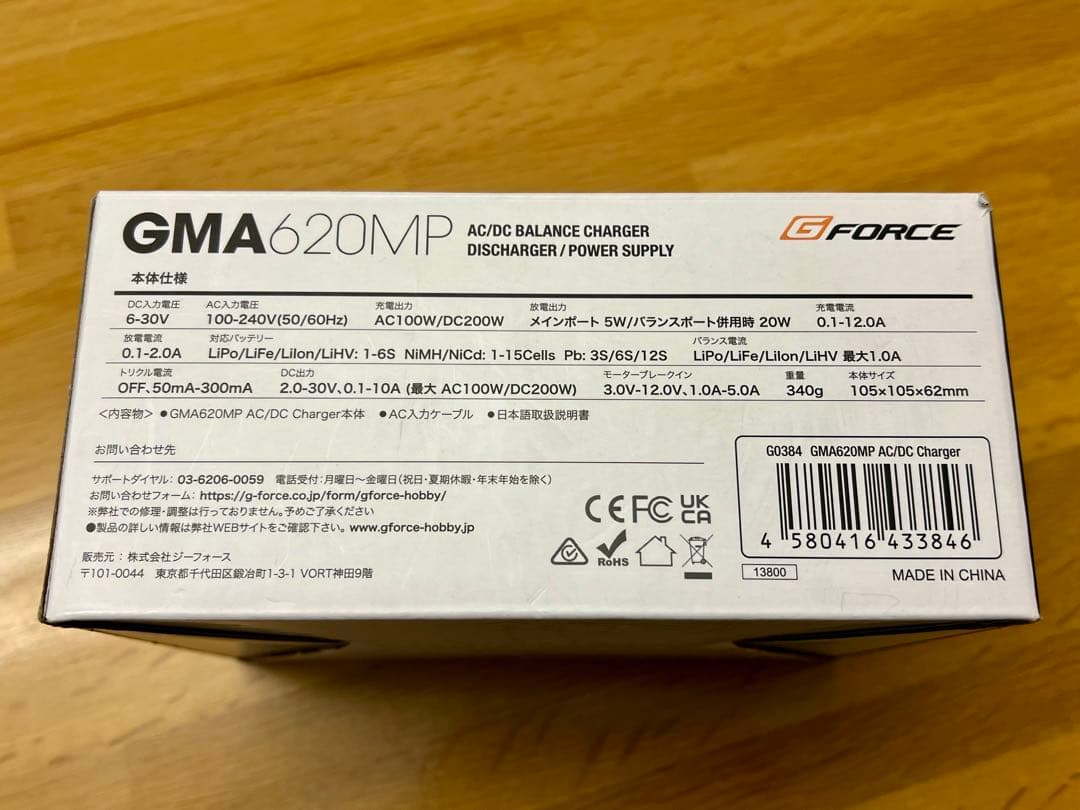 GMA620MP AC/DC BALANCE CHARGER
DISCHARGER / POWER SUPPLY
G FORCE
本体仕様
DC入力電圧 AC入力電圧 充電出力 放電出力 充電電流
6-30V 100-240V(50/60Hz) AC100W/DC200W メインポート 5W/バランスポート併用時 20W 0.1-12.0A
放電電流 対応バッテリー バランス電流
0.1-2.0A LiPo/LiFe/LiIon/LiHV: 1-6S NiMH/NiCd: 1-15Cells Pb: 3S/6S/12S LiPo/LiFe/LiIon/LiHV 最大1.0A
トリクル電流 DC出力 モーターブレークイン 重量 本体サイズ
OFF、50mA-300mA 2.0-30V、0.1-10A (最大 AC100W/DC200W) 3.0V-12.0V、1.0A-5.0A 340g 105×105×62mm
<内容物> ●GMA620MP AC/DC Charger本体 ●AC入力ケーブル ●日本語取扱説明書
お問い合わせ先
サポートダイヤル: 03-6206-0059 電話受付:月曜日〜金曜日(祝日・夏期休暇・年末年始を除く)
お問い合わせフォーム: https://g-force.co.jp/form/gforce-hobby/
※弊社での修理・調整は行っておりません。予めご了承ください
●製品の詳しい情報は弊社WEBサイトをご確認下さい。www.gforce-hobby.jp
販売元: 株式会社ジーフォース
〒101-0044 東京都千代田区鍛冶町1-3-1 VORT神田9階
CE FC UK
CA
RoHS
G0384 GMA620MP AC/DC Charger
4 580416 433846
13800 MADE IN CHINA